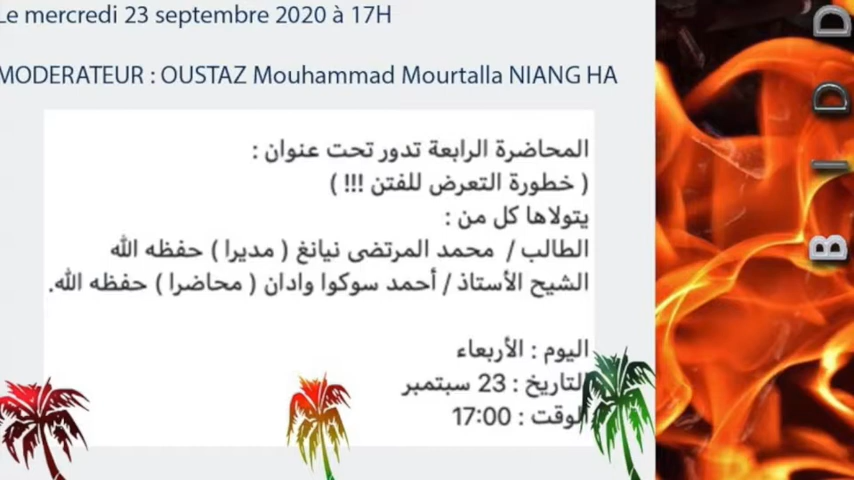 Le mercredi 23 septembre 2020 à 17H
MODERATEUR : OUSTAZ Mouhammad Mourtalla NIANG HA
المحاضرة الرابعة تدور تحت عنوان :
( خطورة التعرض للفتن !!! )
يتولاها كل من :
الطالب / محمد المرتضى نيانغ ( مديرا ) حفظه الله
الشيح الأستاذ / أحمد سوكوا وادان ( محاضرا ) حفظه الله.
اليوم : الأربعاء
التاريخ : 23 سبتمبر
الوقت : 17:00
B I D D